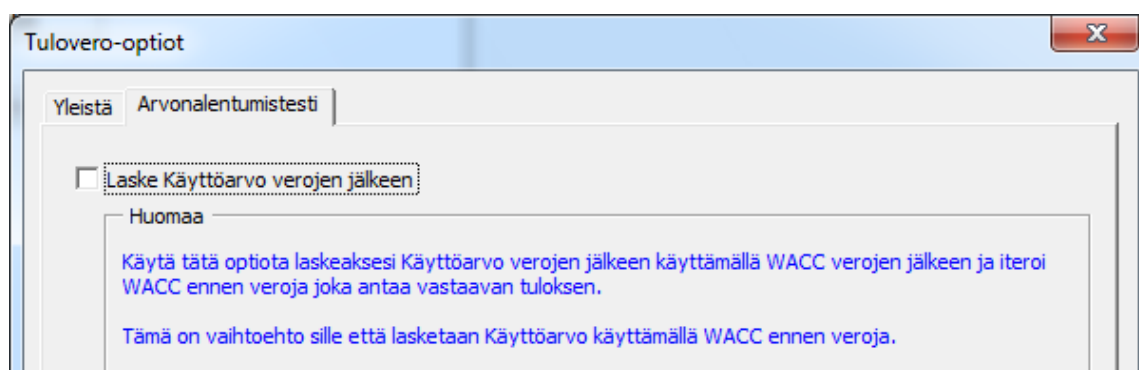 Tulovero-optiot
Yleistä
Arvonalentumistesti
Laske Käyttöarvo verojen jälkeen
Huomaa
Käytä tätä optiota laskeaksesi Käyttöarvo verojen jälkeen käyttämällä WACC verojen jälkeen ja iteroi
WACC ennen veroja joka antaa vastaavan tuloksen.
Tämä on vaihtoehto sille että lasketaan Käyttöarvo käyttämällä WACC ennen veroja.